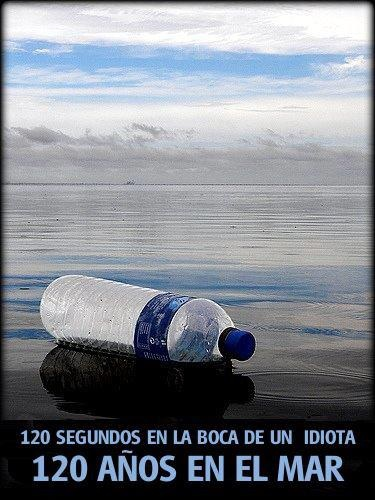 120 SEGUNDOS EN LA BOCA DE UN IDIOTA
120 AÑOS EN EL MAR